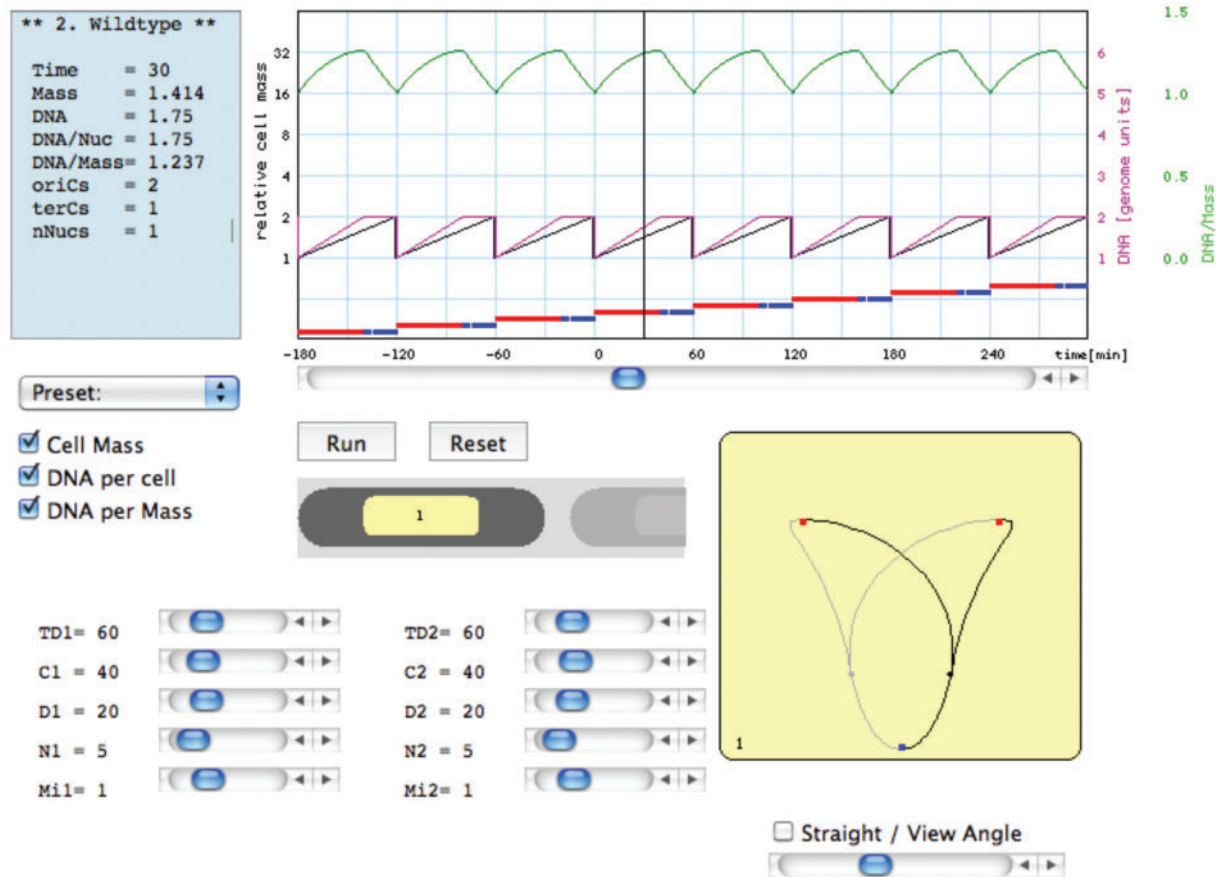 ** 2. Wildtype **
Time = 30
Mass = 1.414
DNA = 1.75
DNA/Nuc = 1.75
DNA/Mass= 1.237
oriCs = 2
terCs = 1
nNucs = 1
relative cell mass
32
16
8
4
2
1
6
5
4
3
2
1
DNA [genome units]
1.5
1.0
0.5
0.0
DNA/Mass
-180 -120 -60 0 60 120 180 240 time[min]
Preset:
Cell Mass
DNA per cell
DNA per Mass
Run Reset
1
TD1= 60 TD2= 60
C1 = 40 C2 = 40
D1 = 20 D2 = 20
N1 = 5 N2 = 5
Mi1= 1 Mi2= 1
1
Straight / View Angle